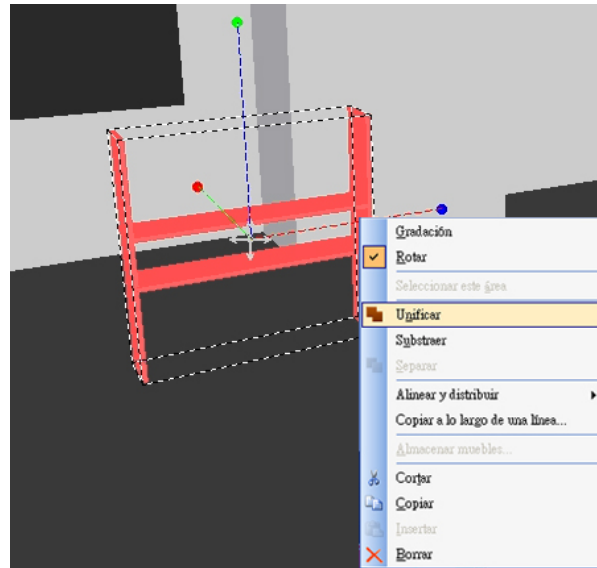 Gradación
Rotar
Seleccionar este área
Unificar
Substraer
Separar
Alinear y distribuir
Copiar a lo largo de una línea...
Almacenar muebles...
Cortar
Copiar
Insertar
Borrar